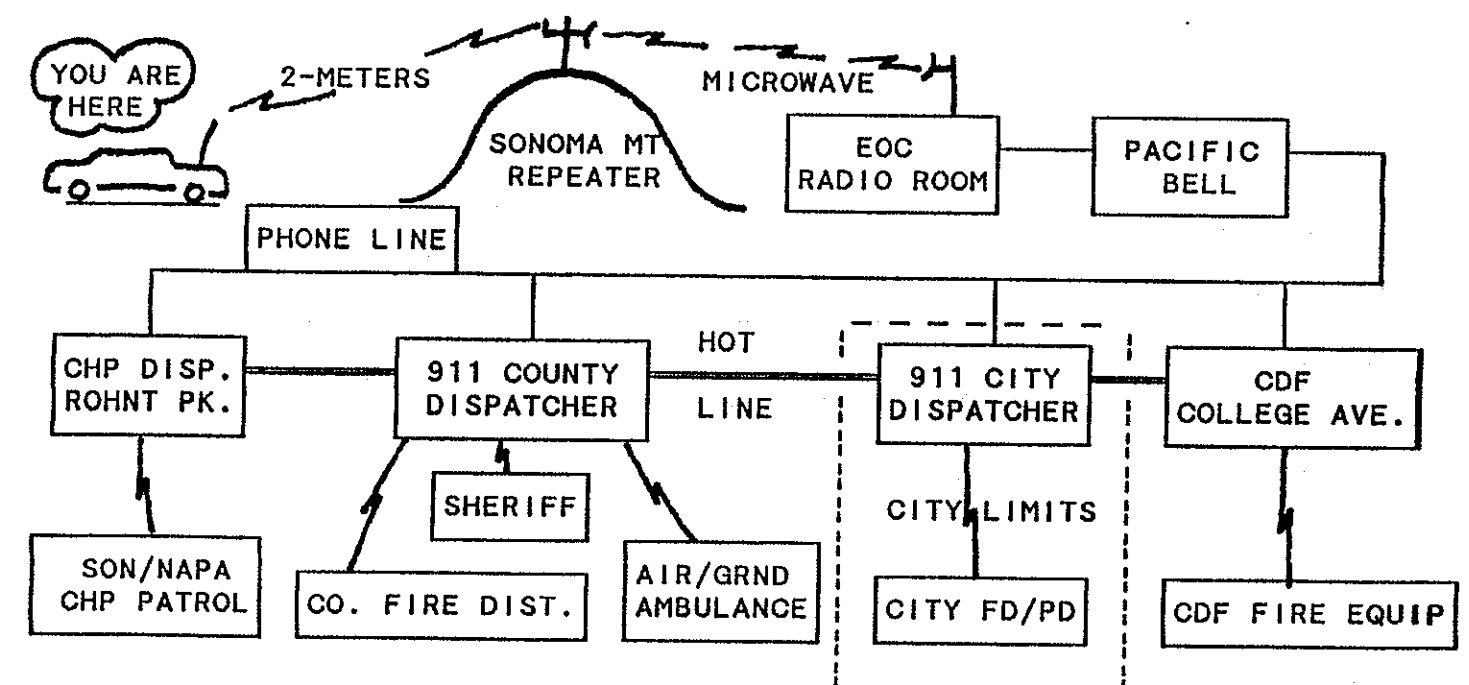 YOU ARE
HERE
2-METERS
MICROWAVE
SONOMA MT
REPEATER
EOC
RADIO ROOM
PACIFIC
BELL
PHONE LINE
CHP DISP.
ROHNT PK.
911 COUNTY
DISPATCHER
HOT
LINE
911 CITY
DISPATCHER
CDF
COLLEGE AVE.
SHERIFF
CITY LIMITS
SON/NAPA
CHP PATROL
CO. FIRE DIST.
AIR/GRND
AMBULANCE
CITY FD/PD
CDF FIRE EQUIP